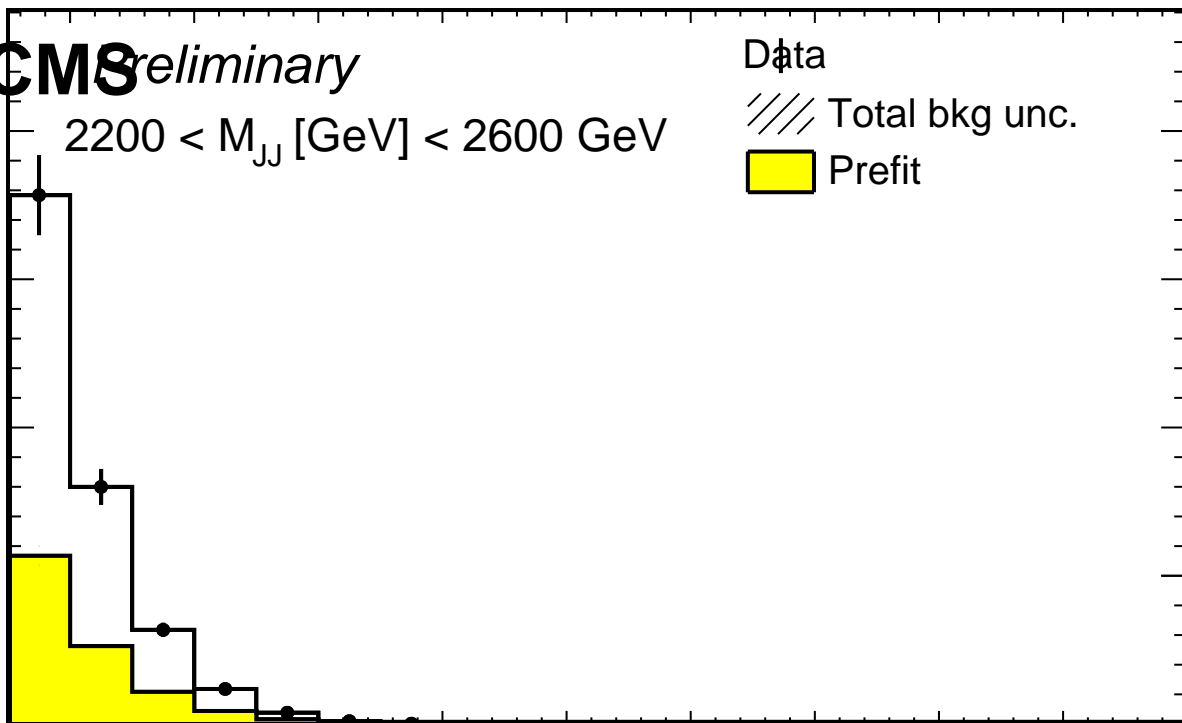 CMS Preliminary
2200 < M_JJ [GeV] < 2600 GeV
Data
Total bkg unc.
Prefit